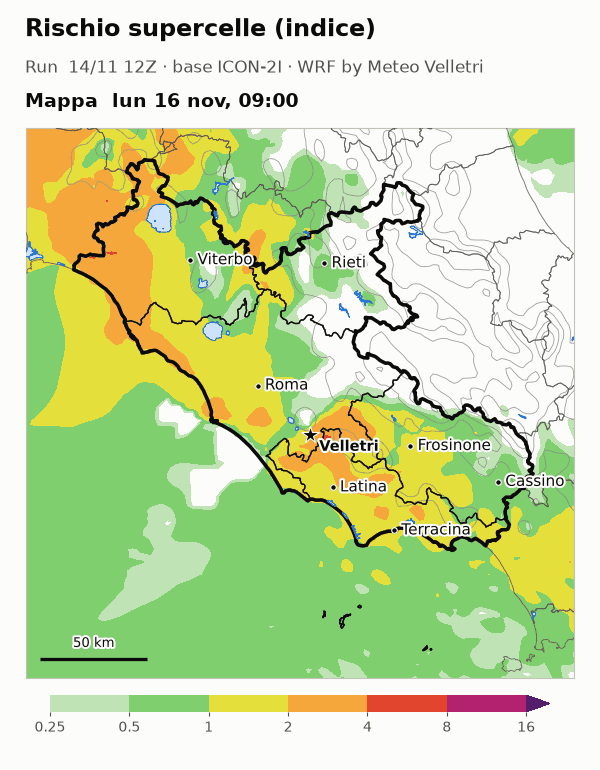 Rischio supercelle (indice)
Run  14/11 12Z · base ICON-2I · WRF by Meteo Velletri
Mappa  lun 16 nov, 09:00
Viterbo
Rieti
Roma
Velletri
Frosinone
Latina
Cassino
Terracina
50 km
0.25 0.5 1 2 4 8 16